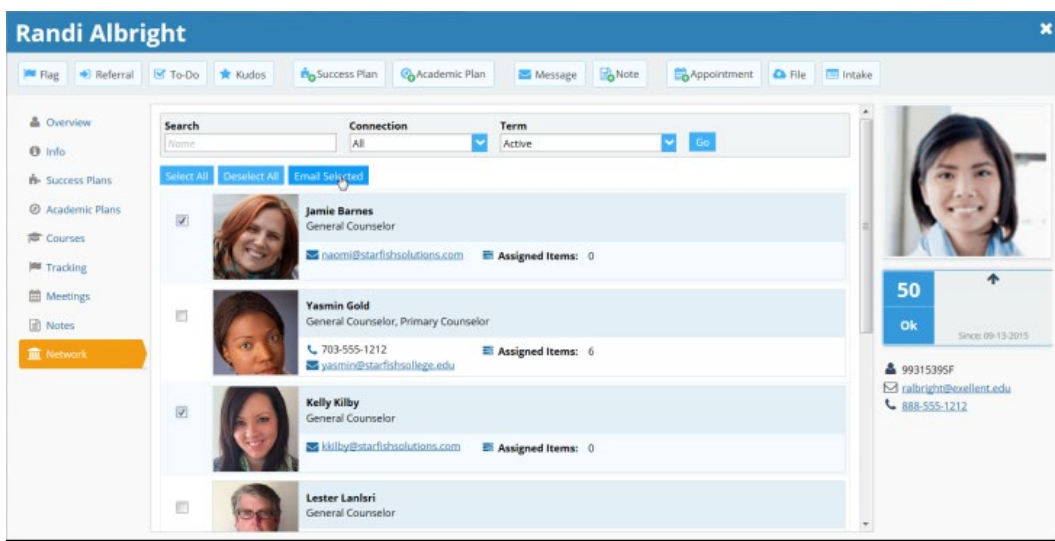 Randi Albright
Flag Referral To-Do Kudos Success Plan Academic Plan Message Note Appointment File Intake
Overview
Info
Success Plans
Academic Plans
Courses
Tracking
Meetings
Notes
Network
Search Connection Term
Name All Active Go
Select All Deselect All Email Selected
Jamie Barnes
General Counselor
naomi@starfishsolutions.com Assigned Items: 0
Yasmin Gold
General Counselor, Primary Counselor
703-555-1212 Assigned Items: 6
yasmin@starfishsollege.edu
Kelly Kilby
General Counselor
kkilby@starfishsolutions.com Assigned Items: 0
Lester Lanlsri
General Counselor
50
Ok
Since: 09-13-2015
9931539SF
ralbright@exellent.edu
888-555-1212